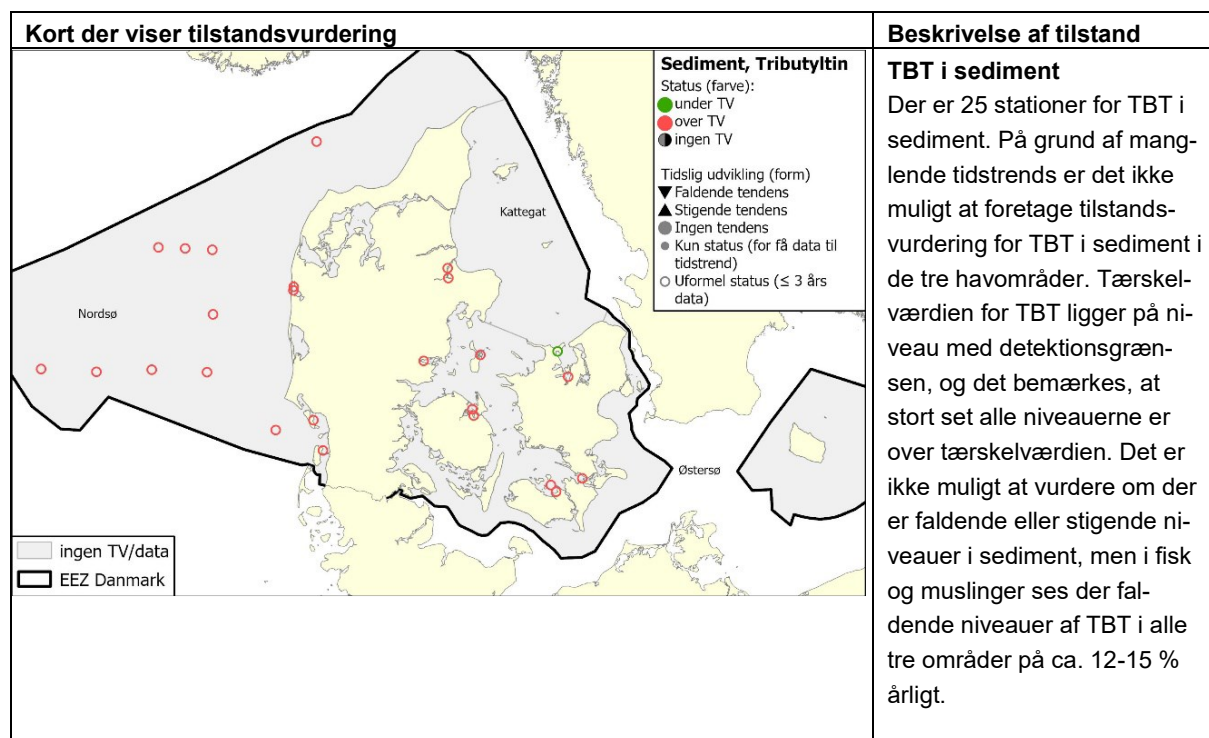 Kort der viser tilstandsvurdering
Beskrivelse af tilstand
Sediment, Tributyltin
Status (farve):
under TV
over TV
ingen TV
Tidslig udvikling (form)
Faldende tendens
Stigende tendens
Ingen tendens
Kun status (for få data til
tidstrend)
Uformel status (≤ 3 års
data)
Kattegat
Nordsø
Østersø
ingen TV/data
EEZ Danmark
TBT i sediment
Der er 25 stationer for TBT i
sediment. På grund af mang-
lende tidstrends er det ikke
muligt at foretage tilstands-
vurdering for TBT i sediment i
de tre havområder. Tærskel-
værdien for TBT ligger på ni-
veau med detektionsgræn-
sen, og det bemærkes, at
stort set alle niveauerne er
over tærskelværdien. Det er
ikke muligt at vurdere om der
er faldende eller stigende ni-
veauer i sediment, men i fisk
og muslinger ses der fal-
dende niveauer af TBT i alle
tre områder på ca. 12-15 %
årligt.